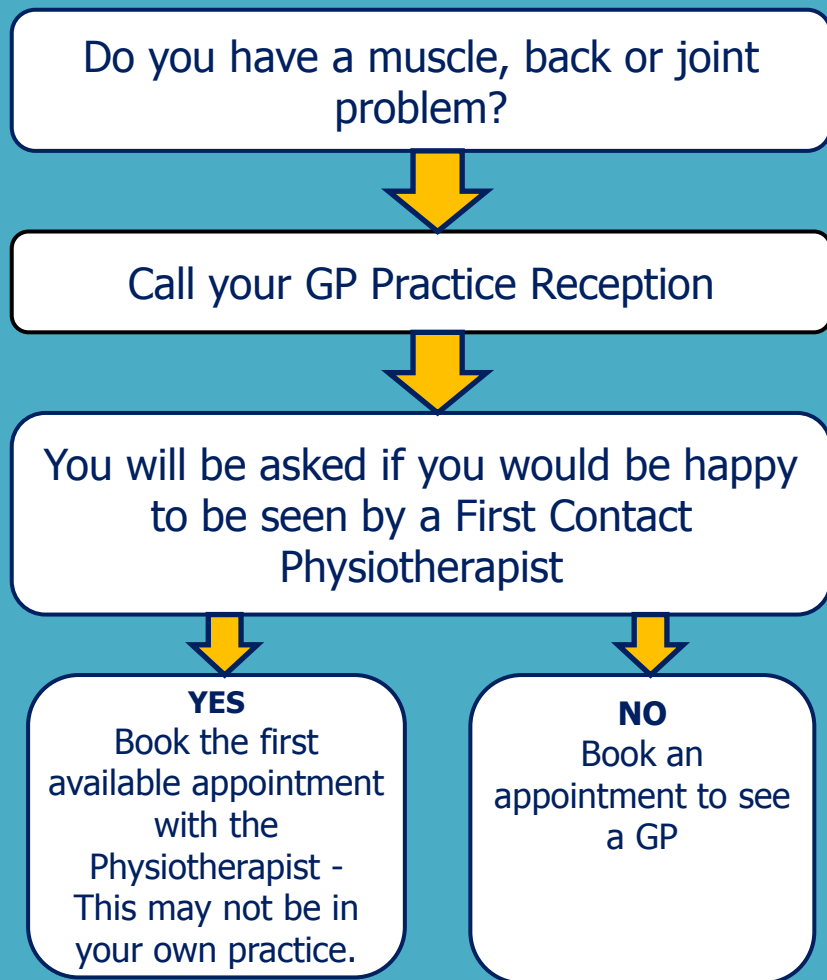 Do you have a muscle, back or joint
problem?
Call your GP Practice Reception
You will be asked if you would be happy
to be seen by a First Contact
Physiotherapist
YES
Book the first
available appointment
with the
Physiotherapist -
This may not be in
your own practice.
NO
Book an
appointment to see
a GP